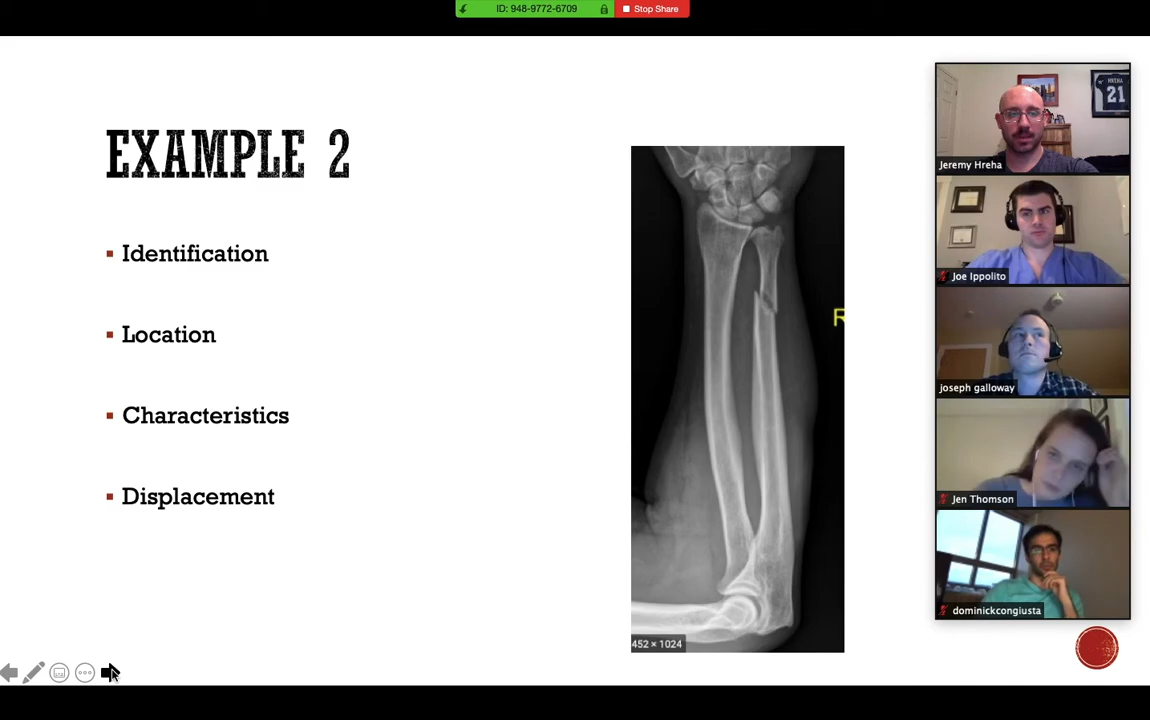 ID: 948-9772-6709
Stop Share
EXAMPLE 2
Identification
Location
Characteristics
Displacement
R
452 × 1024
HREHA
21
Jeremy Hreha
Joe Ippolito
joseph galloway
Jen Thomson
dominickcongiusta